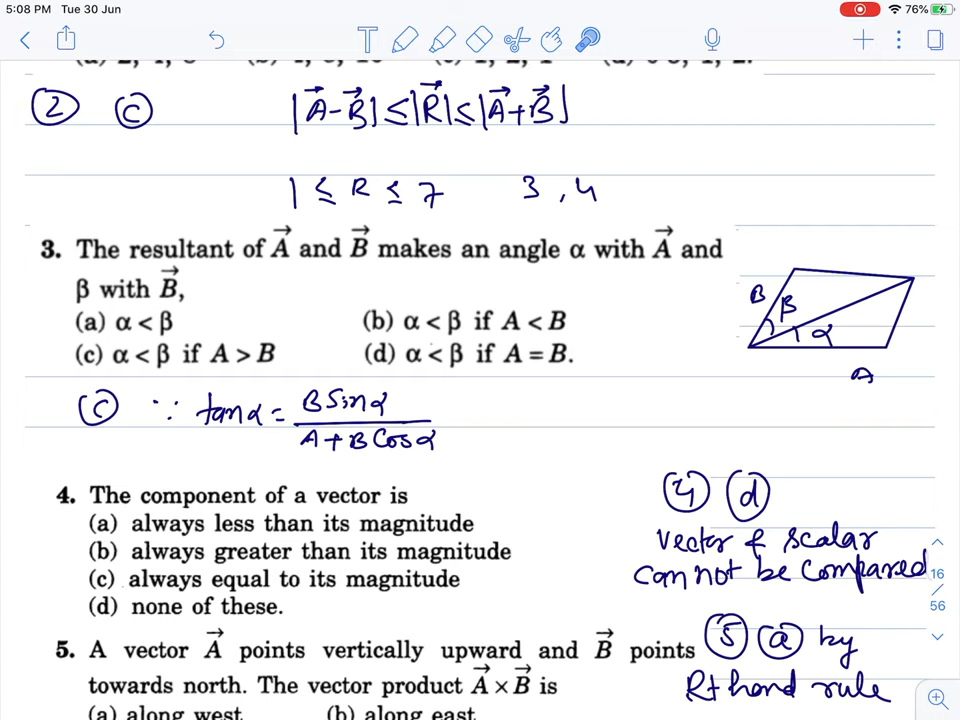 5:08 PM Tue 30 Jun 76%
② ⓒ |A⃗-B⃗| ≤ |R⃗| ≤ |A⃗+B⃗|
1 ≤ R ≤ 7 3, 4
3. The resultant of A⃗ and B⃗ makes an angle α with A⃗ and
β with B⃗,
(a) α < β (b) α < β if A < B
(c) α < β if A > B (d) α < β if A = B.
B β α
A
ⓒ ∵ tanα = B Sinα / A + B Cosα
4. The component of a vector is
(a) always less than its magnitude
(b) always greater than its magnitude
(c) always equal to its magnitude
(d) none of these.
④ ⓓ
vector & scalar
can not be compared
16
/
56
5. A vector A⃗ points vertically upward and B⃗ points
towards north. The vector product A⃗ × B⃗ is
(a) along west (b) along east
⑤ ⓐ by
Rt hand rule